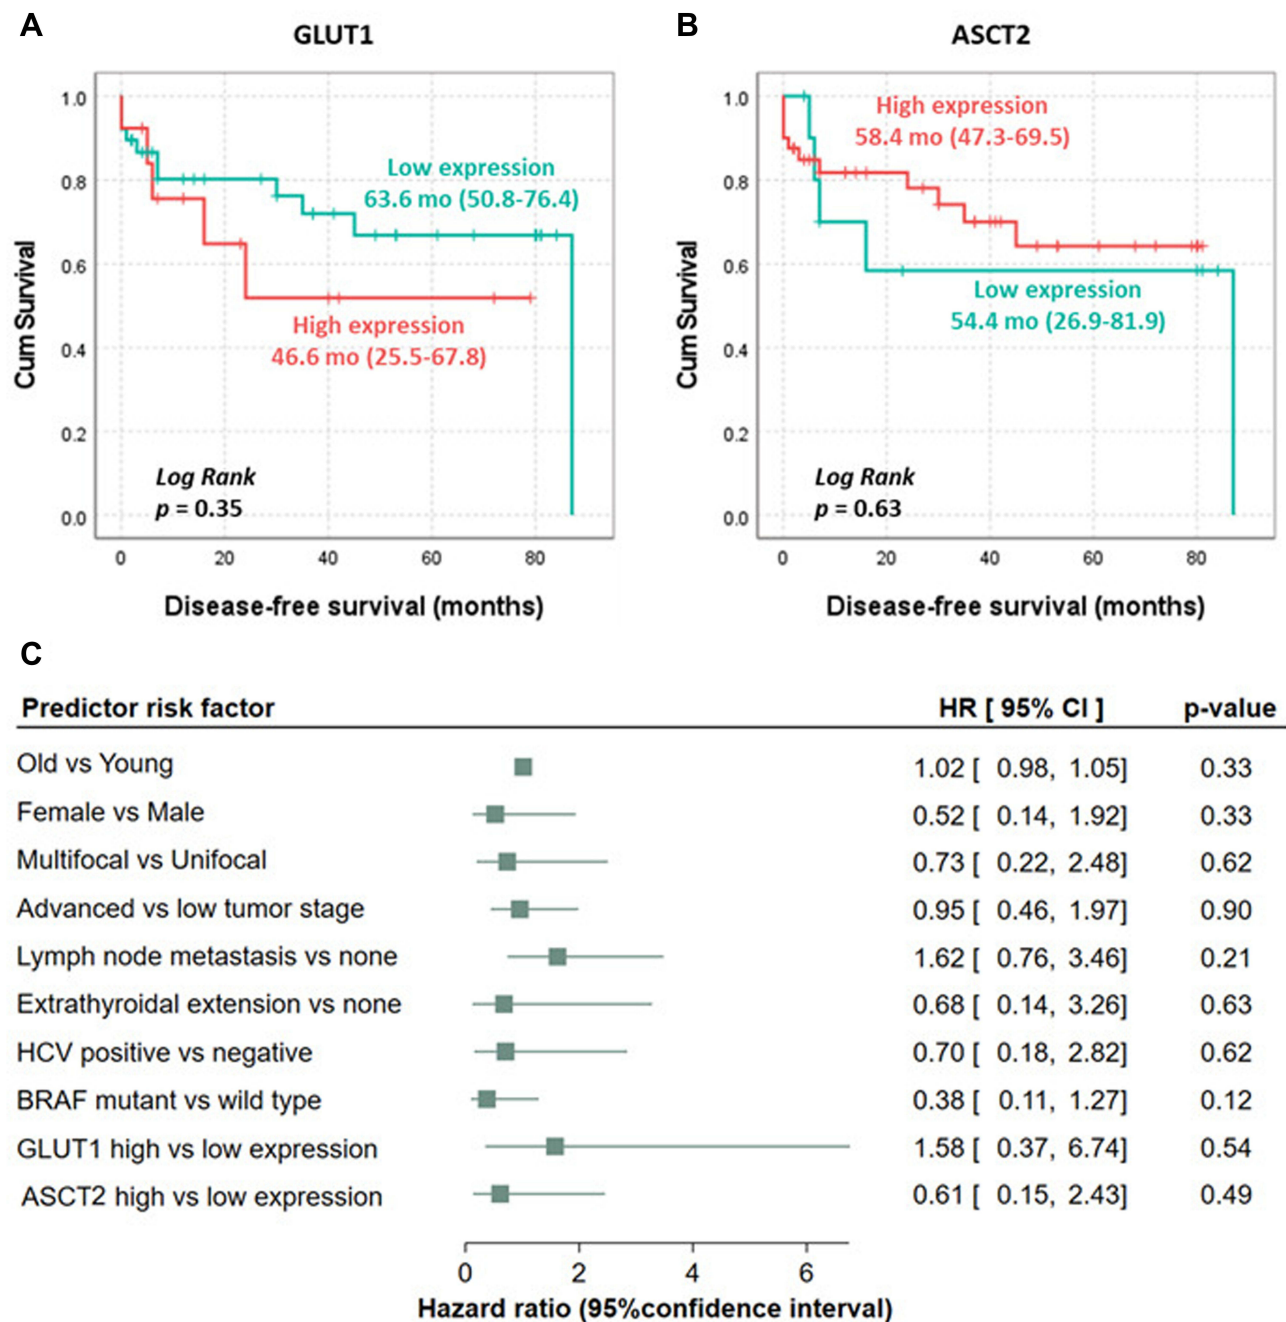 A
GLUT1
1.0
0.8
0.6
0.4
0.2
0.0
Cum Survival
Low expression
63.6 mo (50.8-76.4)
High expression
46.6 mo (25.5-67.8)
Log Rank
p = 0.35
0 20 40 60 80
Disease-free survival (months)
B
ASCT2
1.0
0.8
0.6
0.4
0.2
0.0
Cum Survival
High expression
58.4 mo (47.3-69.5)
Low expression
54.4 mo (26.9-81.9)
Log Rank
p = 0.63
0 20 40 60 80
Disease-free survival (months)
C
Predictor risk factor HR [ 95% CI ] p-value
Old vs Young 1.02 [ 0.98, 1.05] 0.33
Female vs Male 0.52 [ 0.14, 1.92] 0.33
Multifocal vs Unifocal 0.73 [ 0.22, 2.48] 0.62
Advanced vs low tumor stage 0.95 [ 0.46, 1.97] 0.90
Lymph node metastasis vs none 1.62 [ 0.76, 3.46] 0.21
Extrathyroidal extension vs none 0.68 [ 0.14, 3.26] 0.63
HCV positive vs negative 0.70 [ 0.18, 2.82] 0.62
BRAF mutant vs wild type 0.38 [ 0.11, 1.27] 0.12
GLUT1 high vs low expression 1.58 [ 0.37, 6.74] 0.54
ASCT2 high vs low expression 0.61 [ 0.15, 2.43] 0.49
0 2 4 6
Hazard ratio (95%confidence interval)